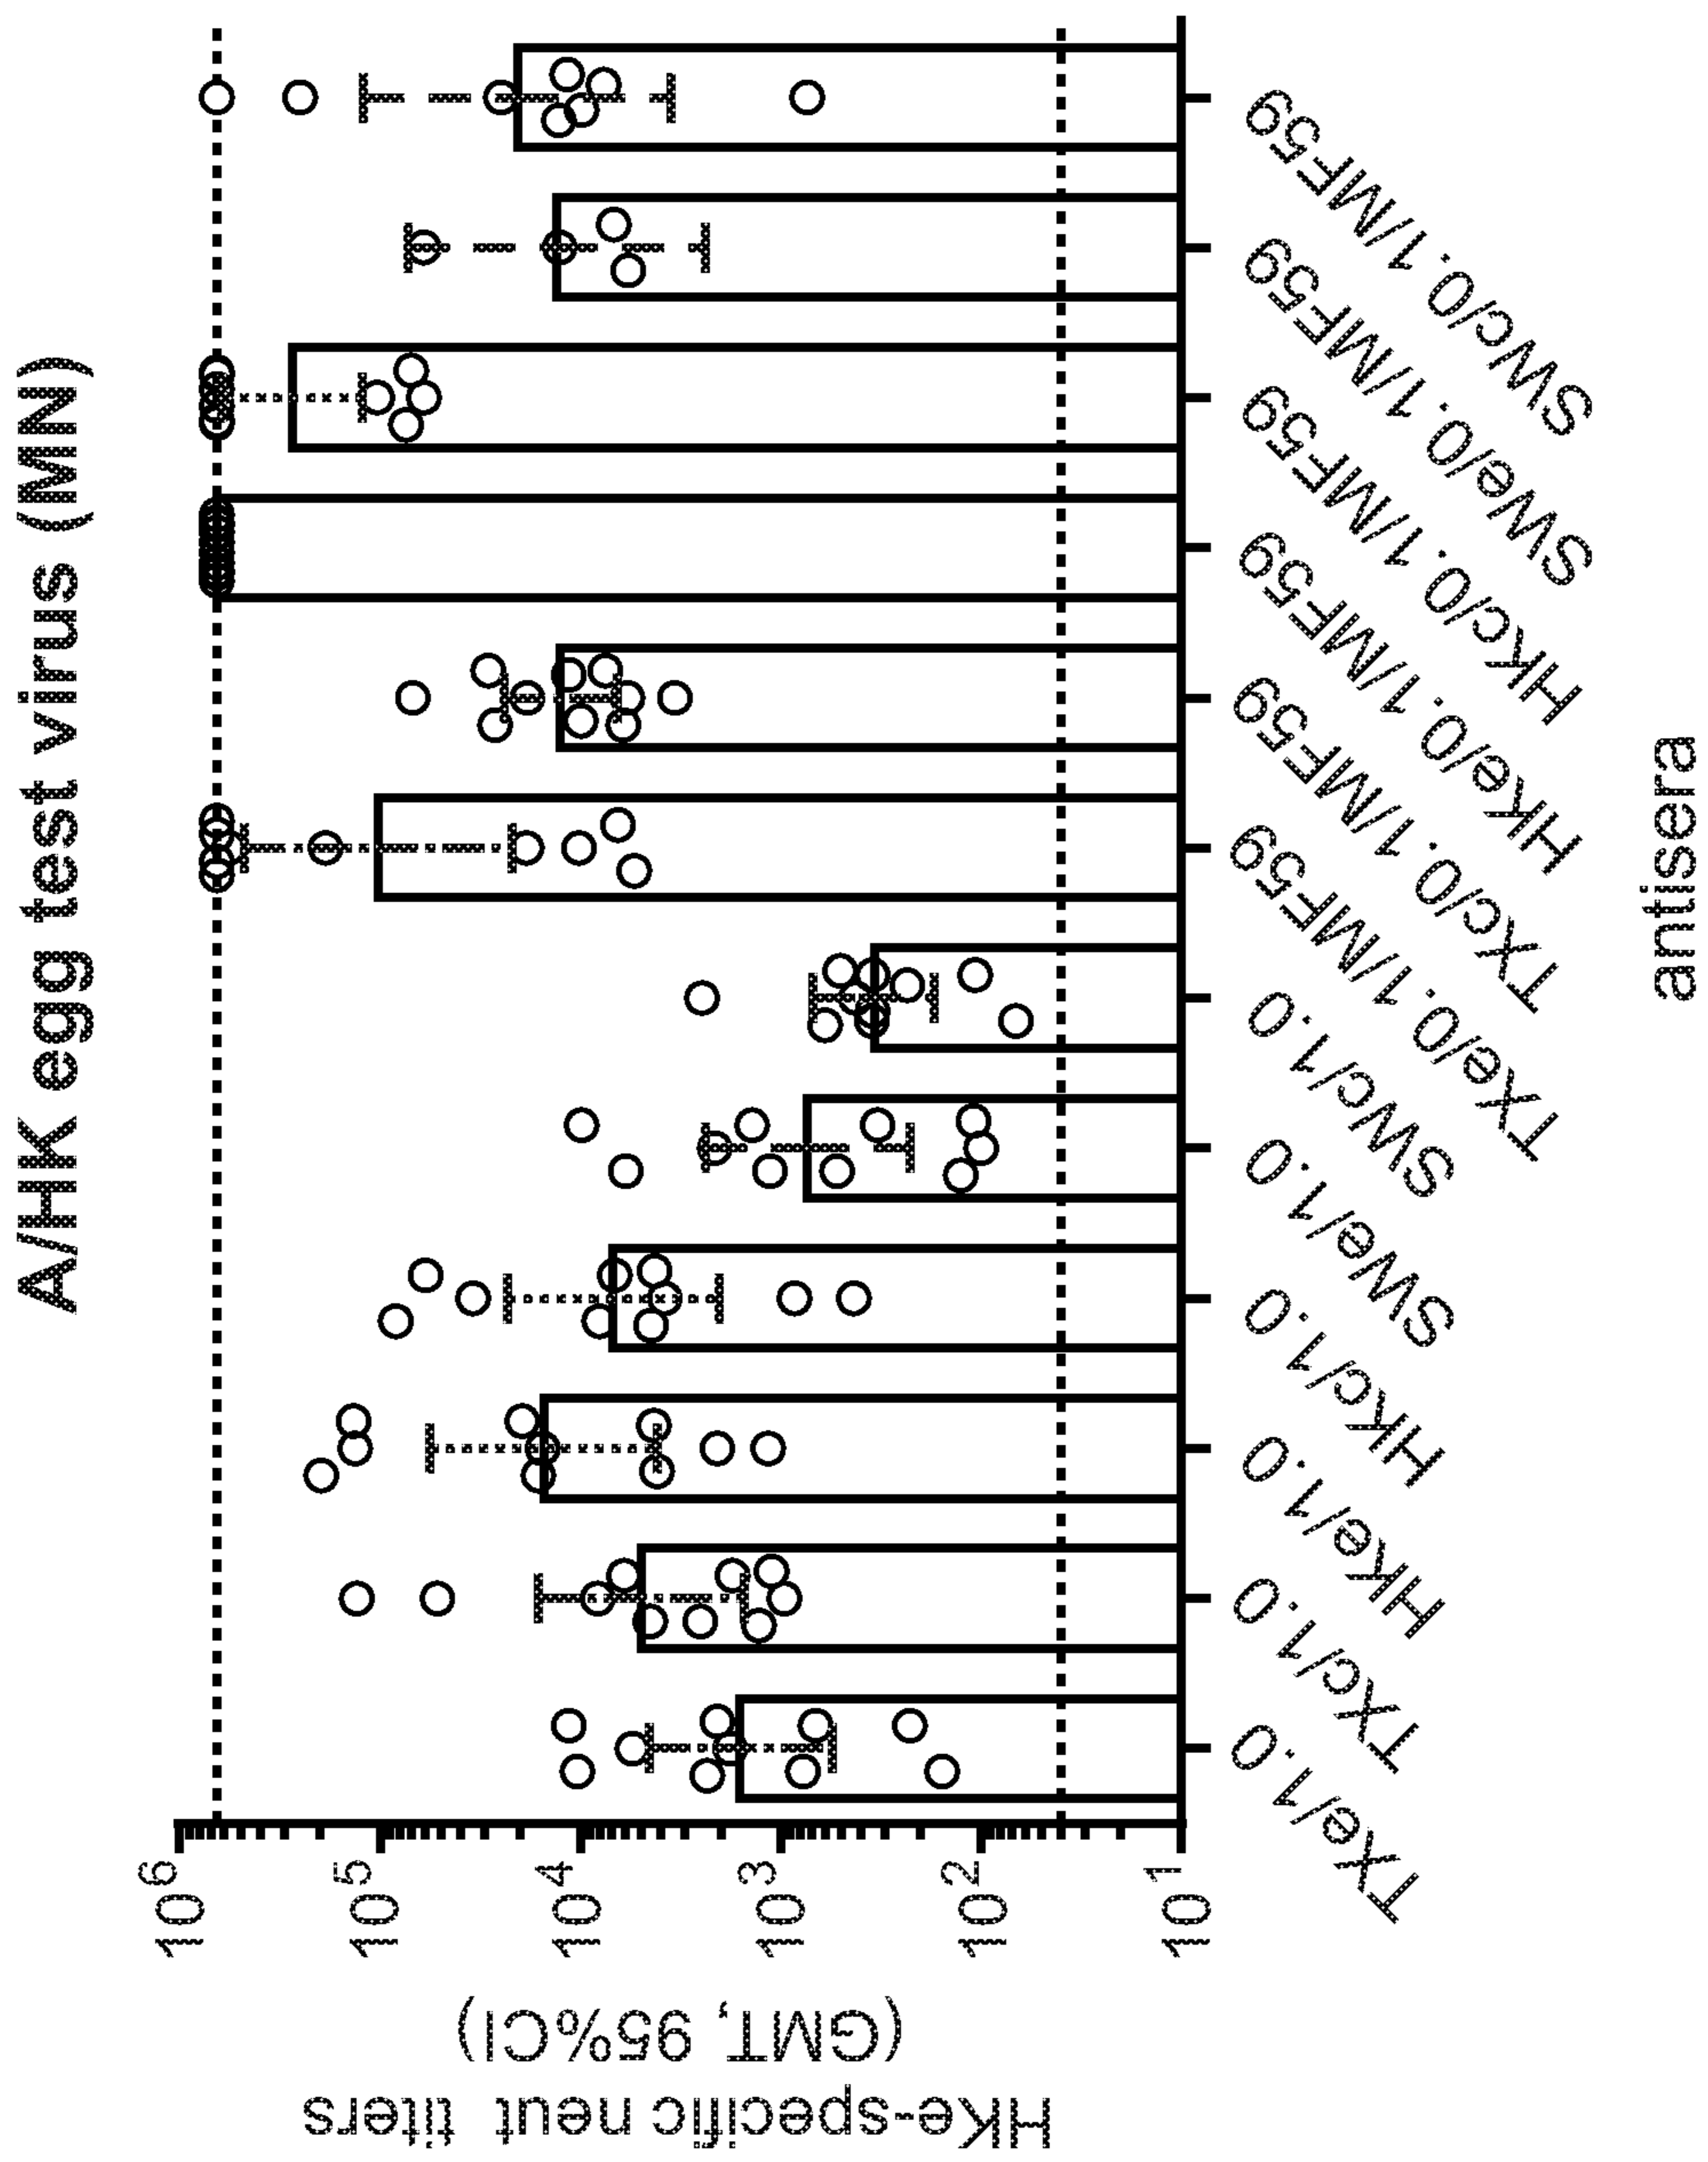 A/HK egg test virus (MN)
HKe-specific neut titers
(GMT, 95%CI)
10^6
10^5
10^4
10^3
10^2
10^1
TXe/1.0
TXc/1.0
HKe/1.0
HKc/1.0
SWe/1.0
SWc/1.0
TXe/0.1/MF59
TXc/0.1/MF59
HKe/0.1/MF59
HKc/0.1/MF59
SWe/0.1/MF59
SWc/0.1/MF59
antisera